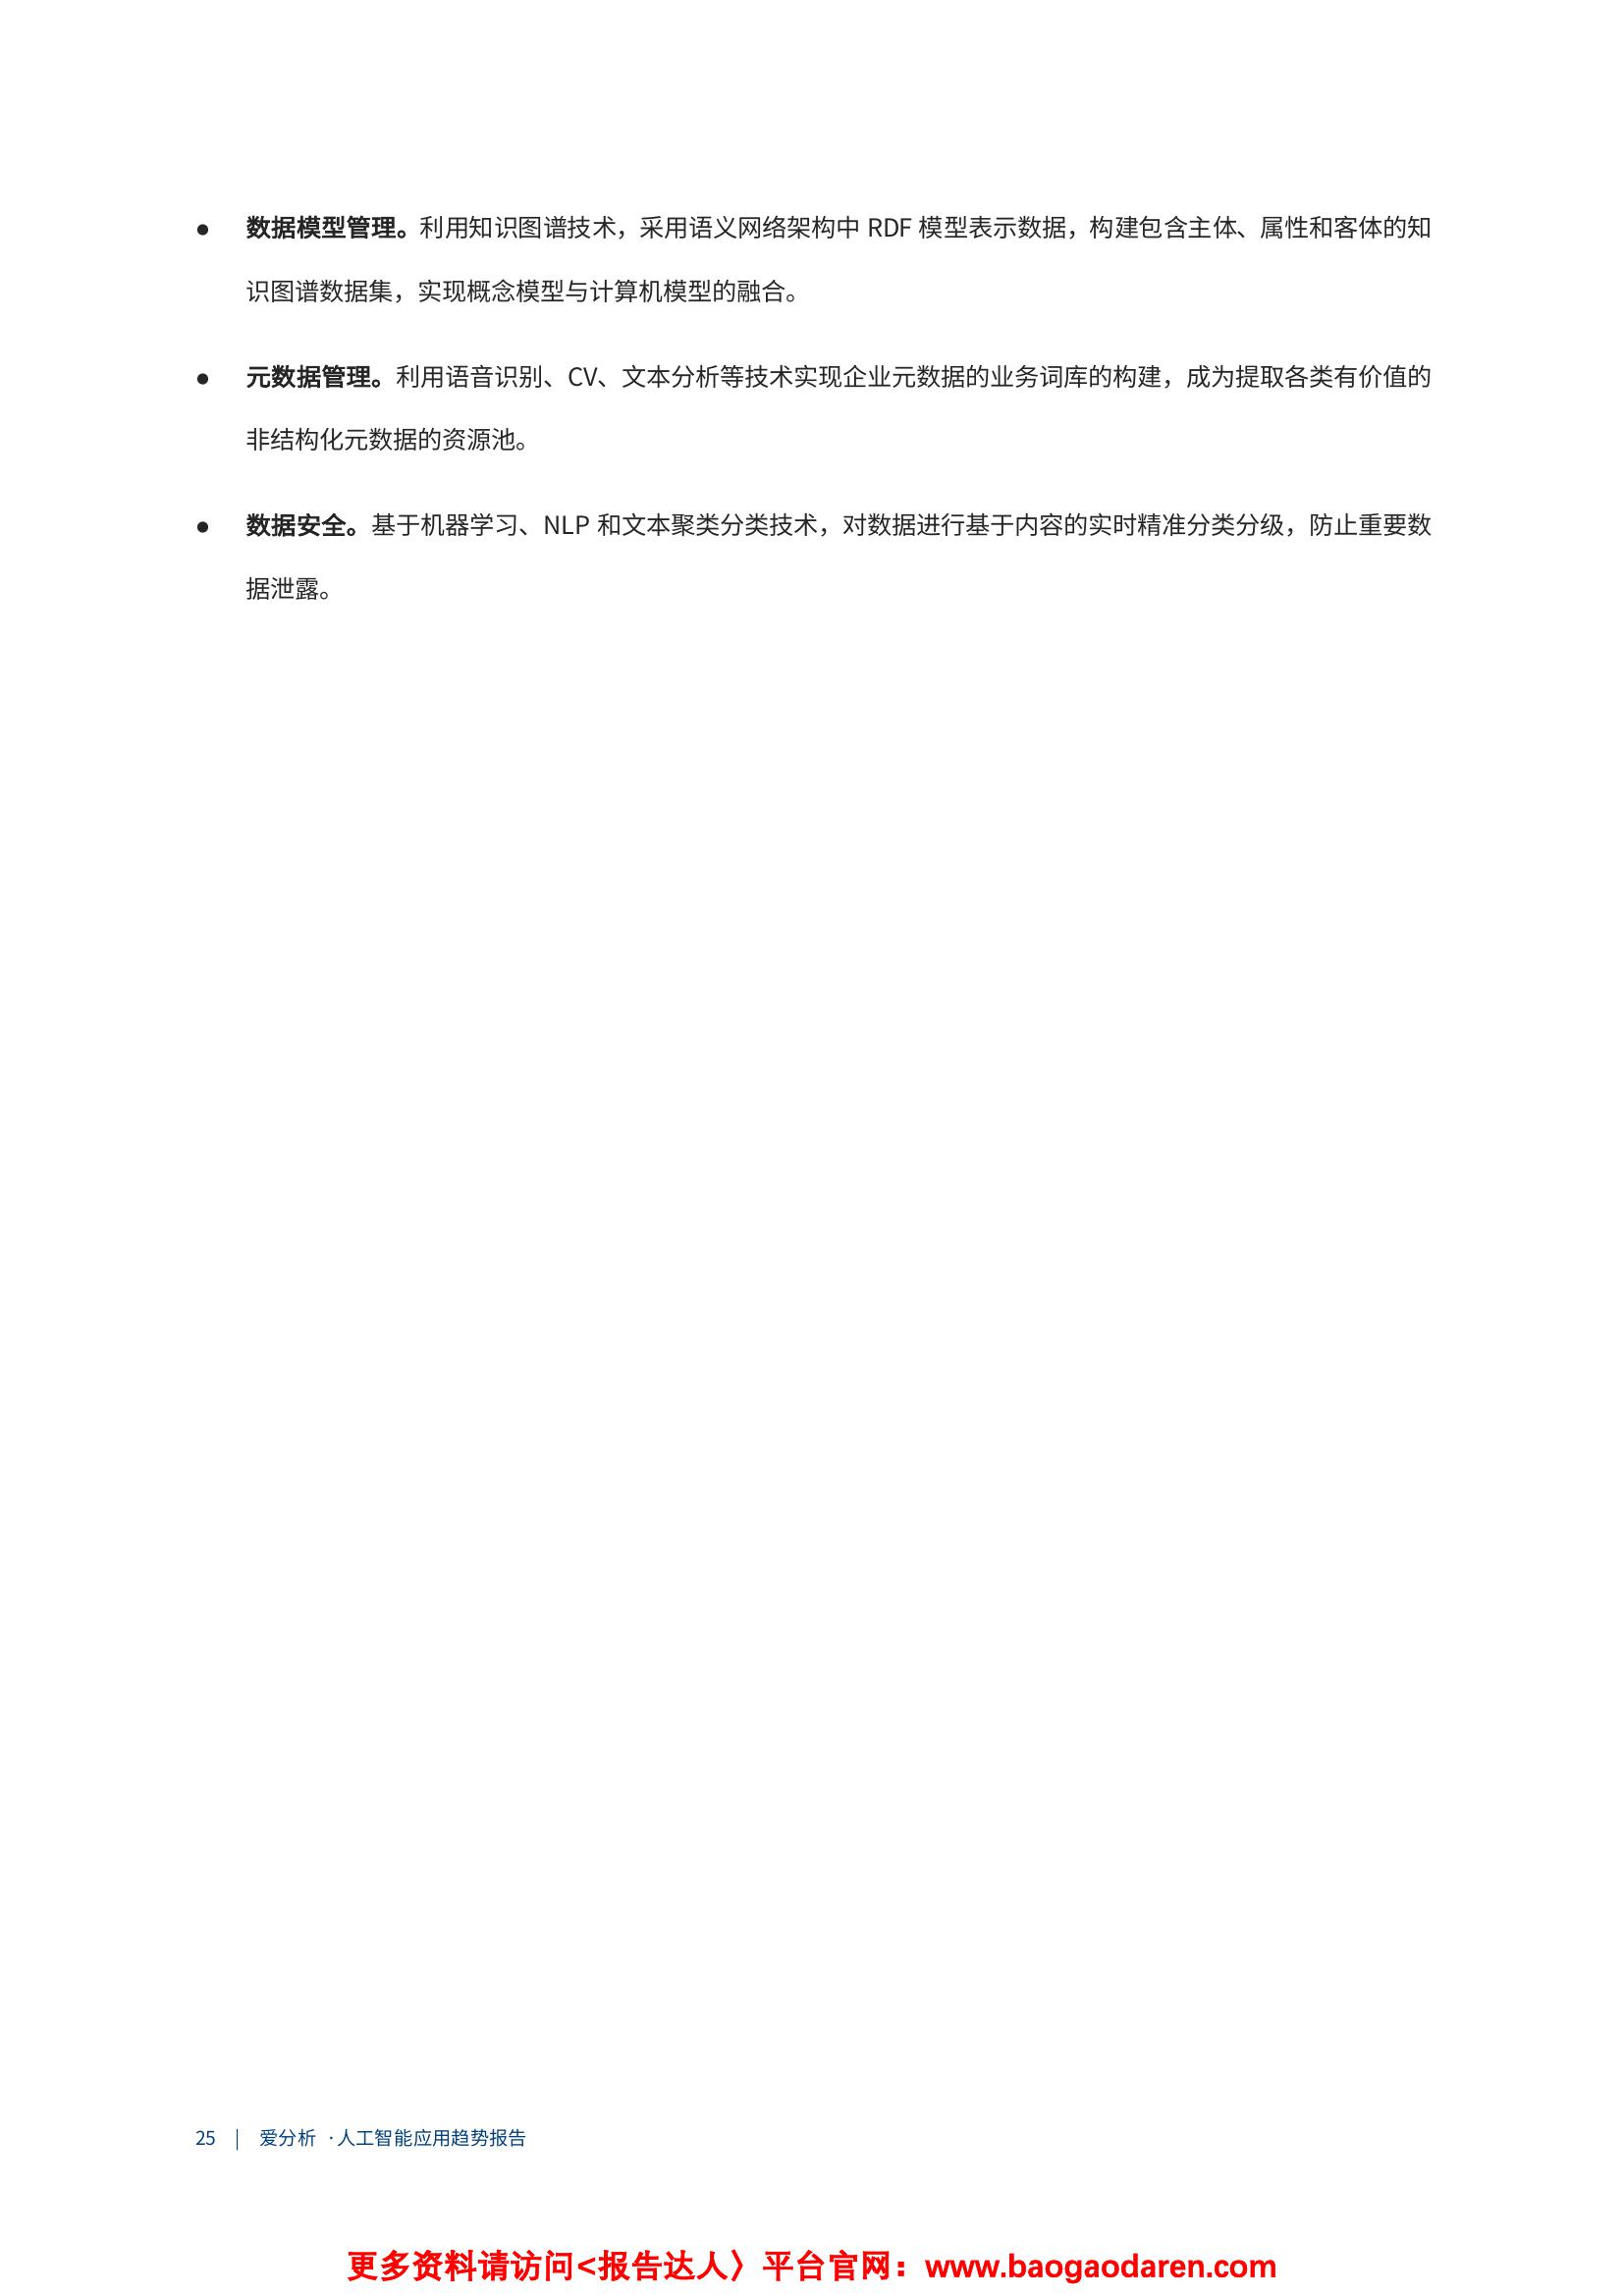 ● 数据模型管理。利用知识图谱技术，采用语义网络架构中 RDF 模型表示数据，构建包含主体、属性和客体的知
识图谱数据集，实现概念模型与计算机模型的融合。
● 元数据管理。利用语音识别、CV、文本分析等技术实现企业元数据的业务词库的构建，成为提取各类有价值的
非结构化元数据的资源池。
● 数据安全。基于机器学习、NLP 和文本聚类分类技术，对数据进行基于内容的实时精准分类分级，防止重要数
据泄露。
25 | 爱分析 ·人工智能应用趋势报告
更多资料请访问<报告达人〉平台官网：www.baogaodaren.com